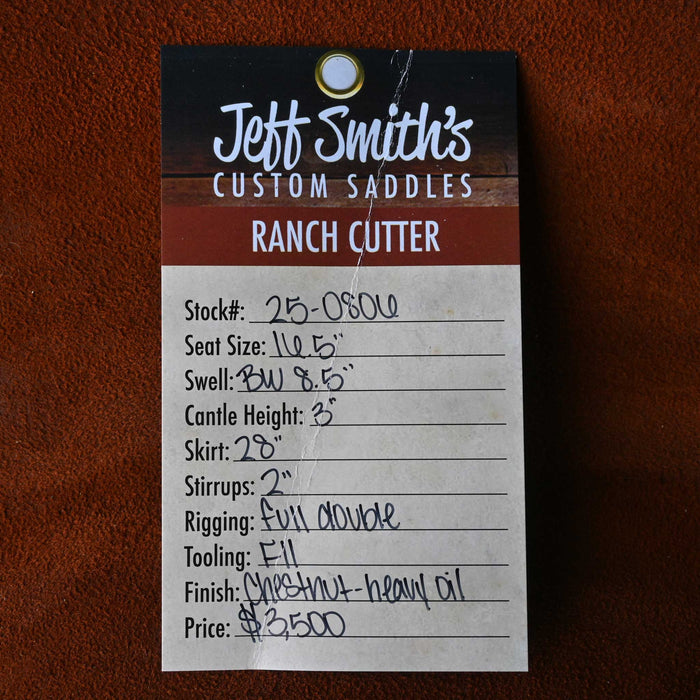 Jeff Smith's
CUSTOM SADDLES
RANCH CUTTER
Stock#: 25-0806
Seat Size: 16.5"
Swell: BW 8.5"
Cantle Height: 3"
Skirt: 28"
Stirrups: 2"
Rigging: full double
Tooling: F11
Finish: Chestnut-heavy oil
Price: $3,500